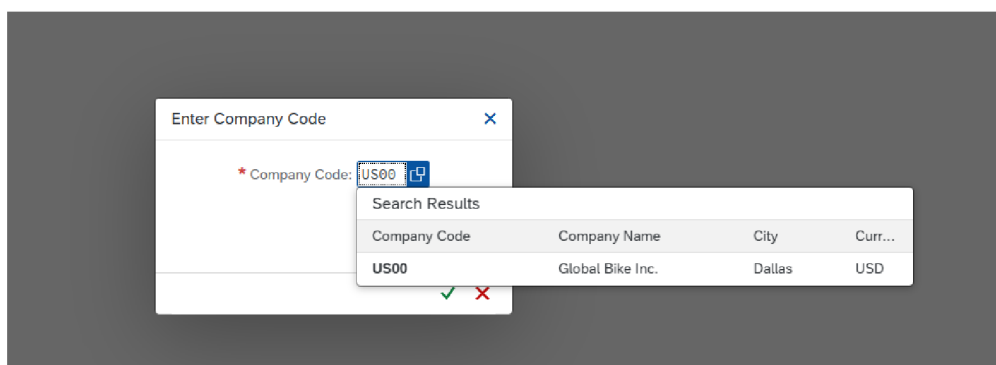 Enter Company Code
* Company Code: US00
Search Results
Company Code Company Name City Curr...
US00 Global Bike Inc. Dallas USD